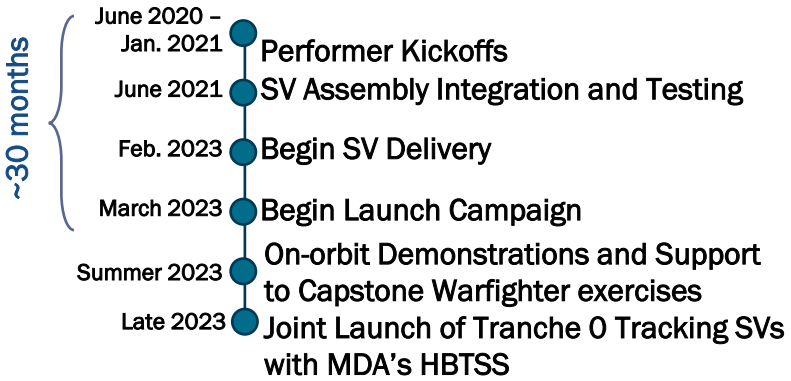 ~30 months
June 2020 –
Jan. 2021
Performer Kickoffs
June 2021
SV Assembly Integration and Testing
Feb. 2023
Begin SV Delivery
March 2023
Begin Launch Campaign
Summer 2023
On-orbit Demonstrations and Support
to Capstone Warfighter exercises
Late 2023
Joint Launch of Tranche 0 Tracking SVs
with MDA's HBTSS